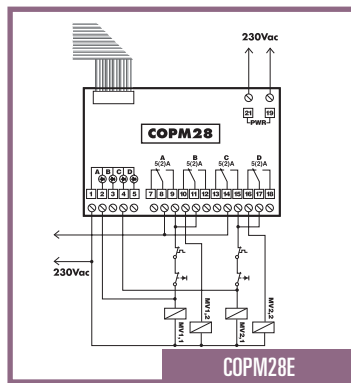 230Vac
21 19
PWR
COPM28
A B C D
5(2)A 5(2)A 5(2)A 5(2)A
A B C D
1 2 3 4 5 7 8 9 10 11 12 13 14 15 16 17 18
230Vac
MV1,1
MV1,2
MV2,1
MV2,2
COPM28E